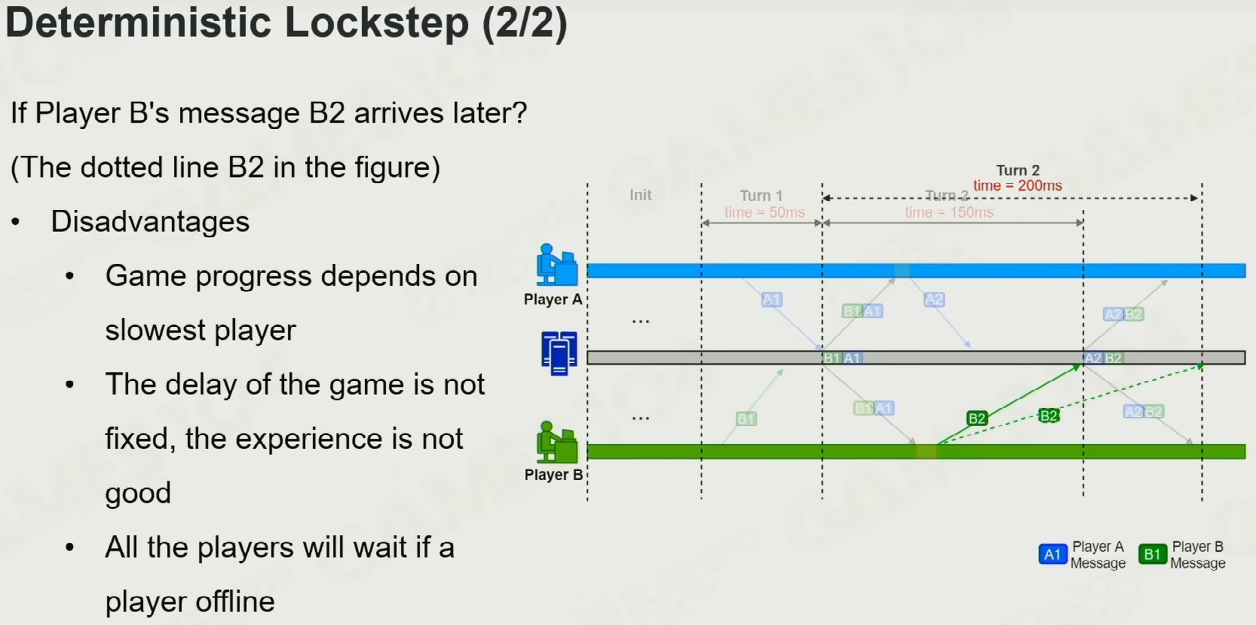 Deterministic Lockstep (2/2)
If Player B's message B2 arrives later?
(The dotted line B2 in the figure)
• Disadvantages
• Game progress depends on
slowest player
• The delay of the game is not
fixed, the experience is not
good
• All the players will wait if a
player offline
Turn 2
time = 200ms
Init
Turn 1
time = 50ms
Turn 2
time = 150ms
Player A
...
A1
B1 A1
A2
A2 B2
B1 A1
A2 B2
...
B1
B1 A1
B2
B2
A2 B2
Player B
A1 Player A
Message
B1 Player B
Message